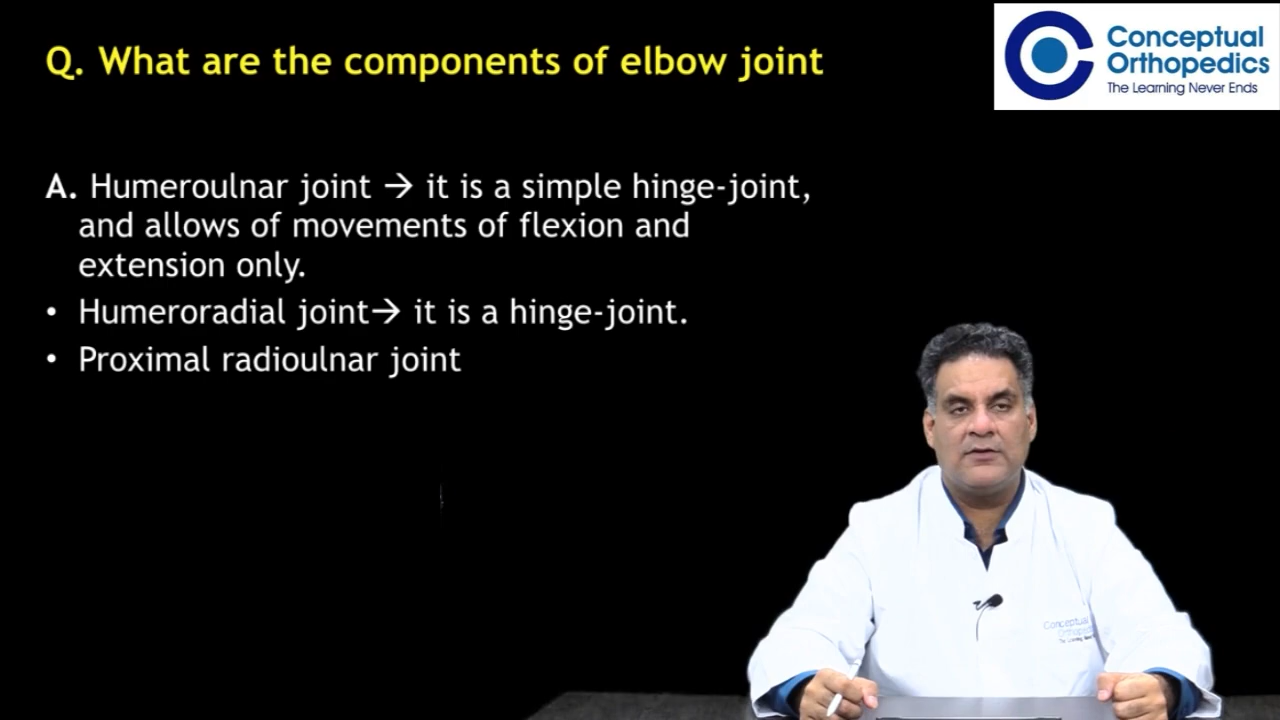 Q. What are the components of elbow joint
Conceptual
Orthopedics
The Learning Never Ends
A. Humeroulnar joint → it is a simple hinge-joint,
and allows of movements of flexion and
extension only.
• Humeroradial joint→ it is a hinge-joint.
• Proximal radioulnar joint
Conceptual
Orthopedics